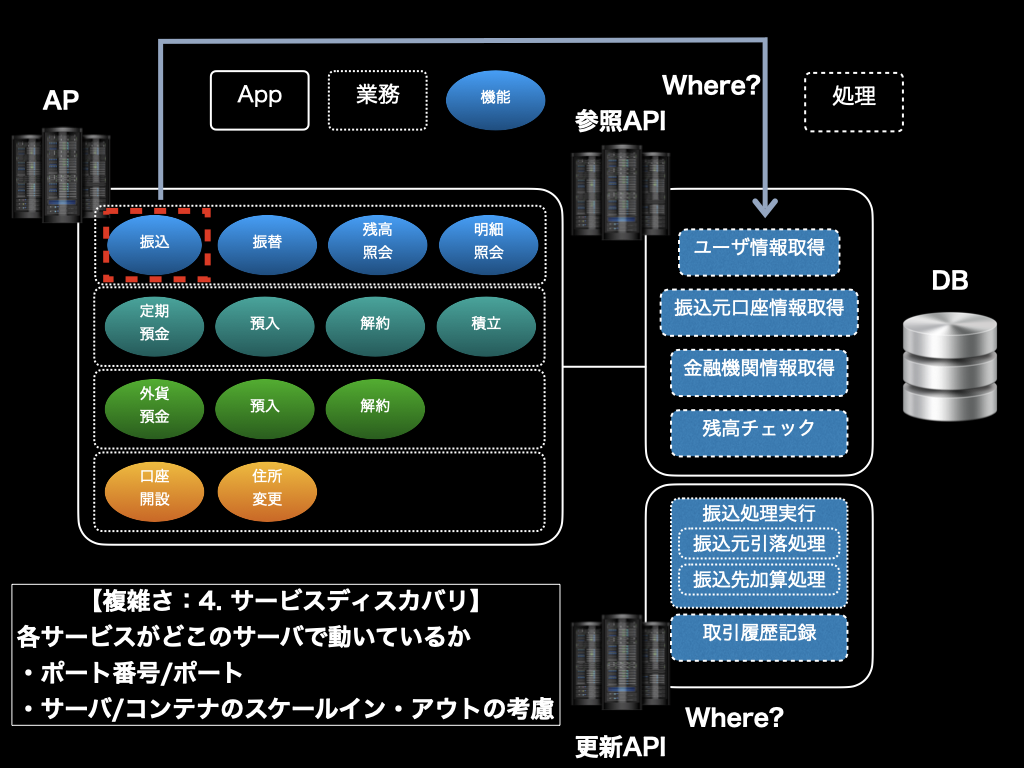 AP
App
業務
機能
Where?
処理
参照API
振込
振替
残高
照会
明細
照会
定期
預金
預入
解約
積立
外貨
預金
預入
解約
口座
開設
住所
変更
ユーザ情報取得
振込元口座情報取得
金融機関情報取得
残高チェック
DB
振込処理実行
振込元引落処理
振込先加算処理
取引履歴記録
【複雑さ：4. サービスディスカバリ】
各サービスがどこのサーバで動いているか
・ポート番号/ポート
・サーバ/コンテナのスケールイン・アウトの考慮
Where?
更新API